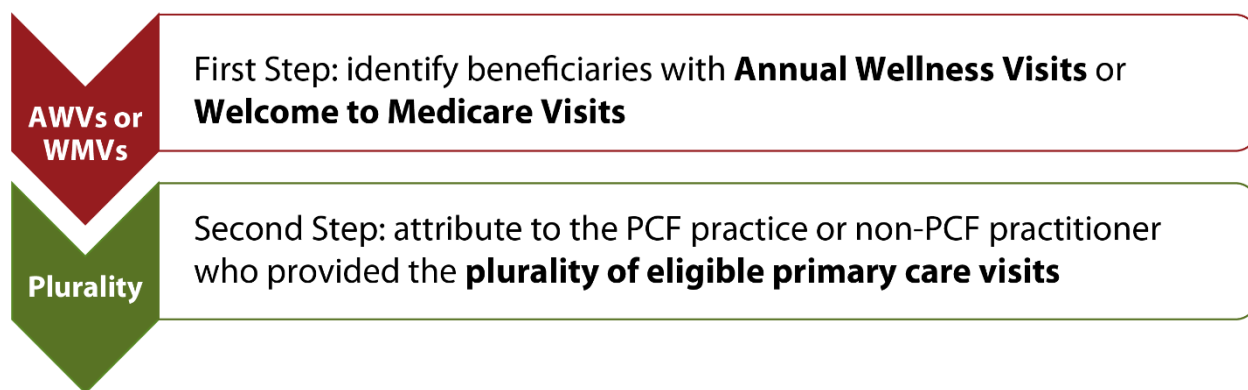 AWVs or
WMVs
First Step: identify beneficiaries with Annual Wellness Visits or
Welcome to Medicare Visits
Plurality
Second Step: attribute to the PCF practice or non-PCF practitioner
who provided the plurality of eligible primary care visits